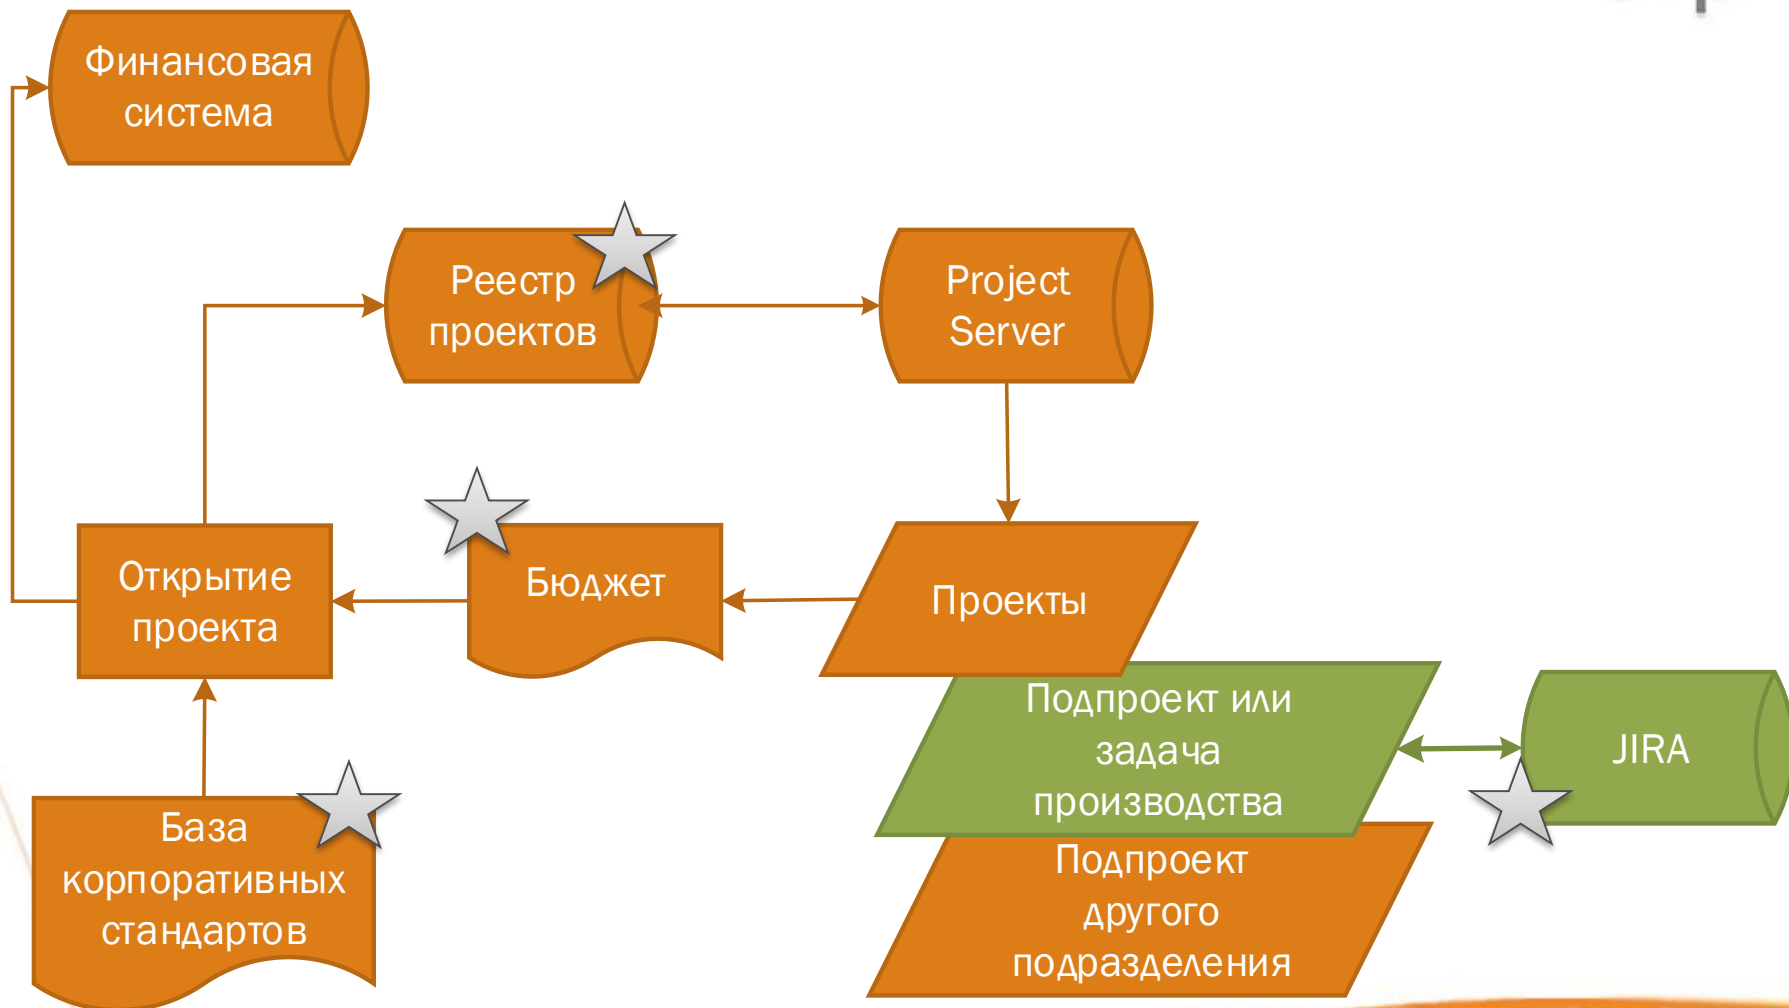 Финансовая
система
Реестр
проектов
Project
Server
Открытие
проекта
Бюджет
Проекты
Подпроект или
задача
производства
JIRA
База
корпоративных
стандартов
Подпроект
другого
подразделения